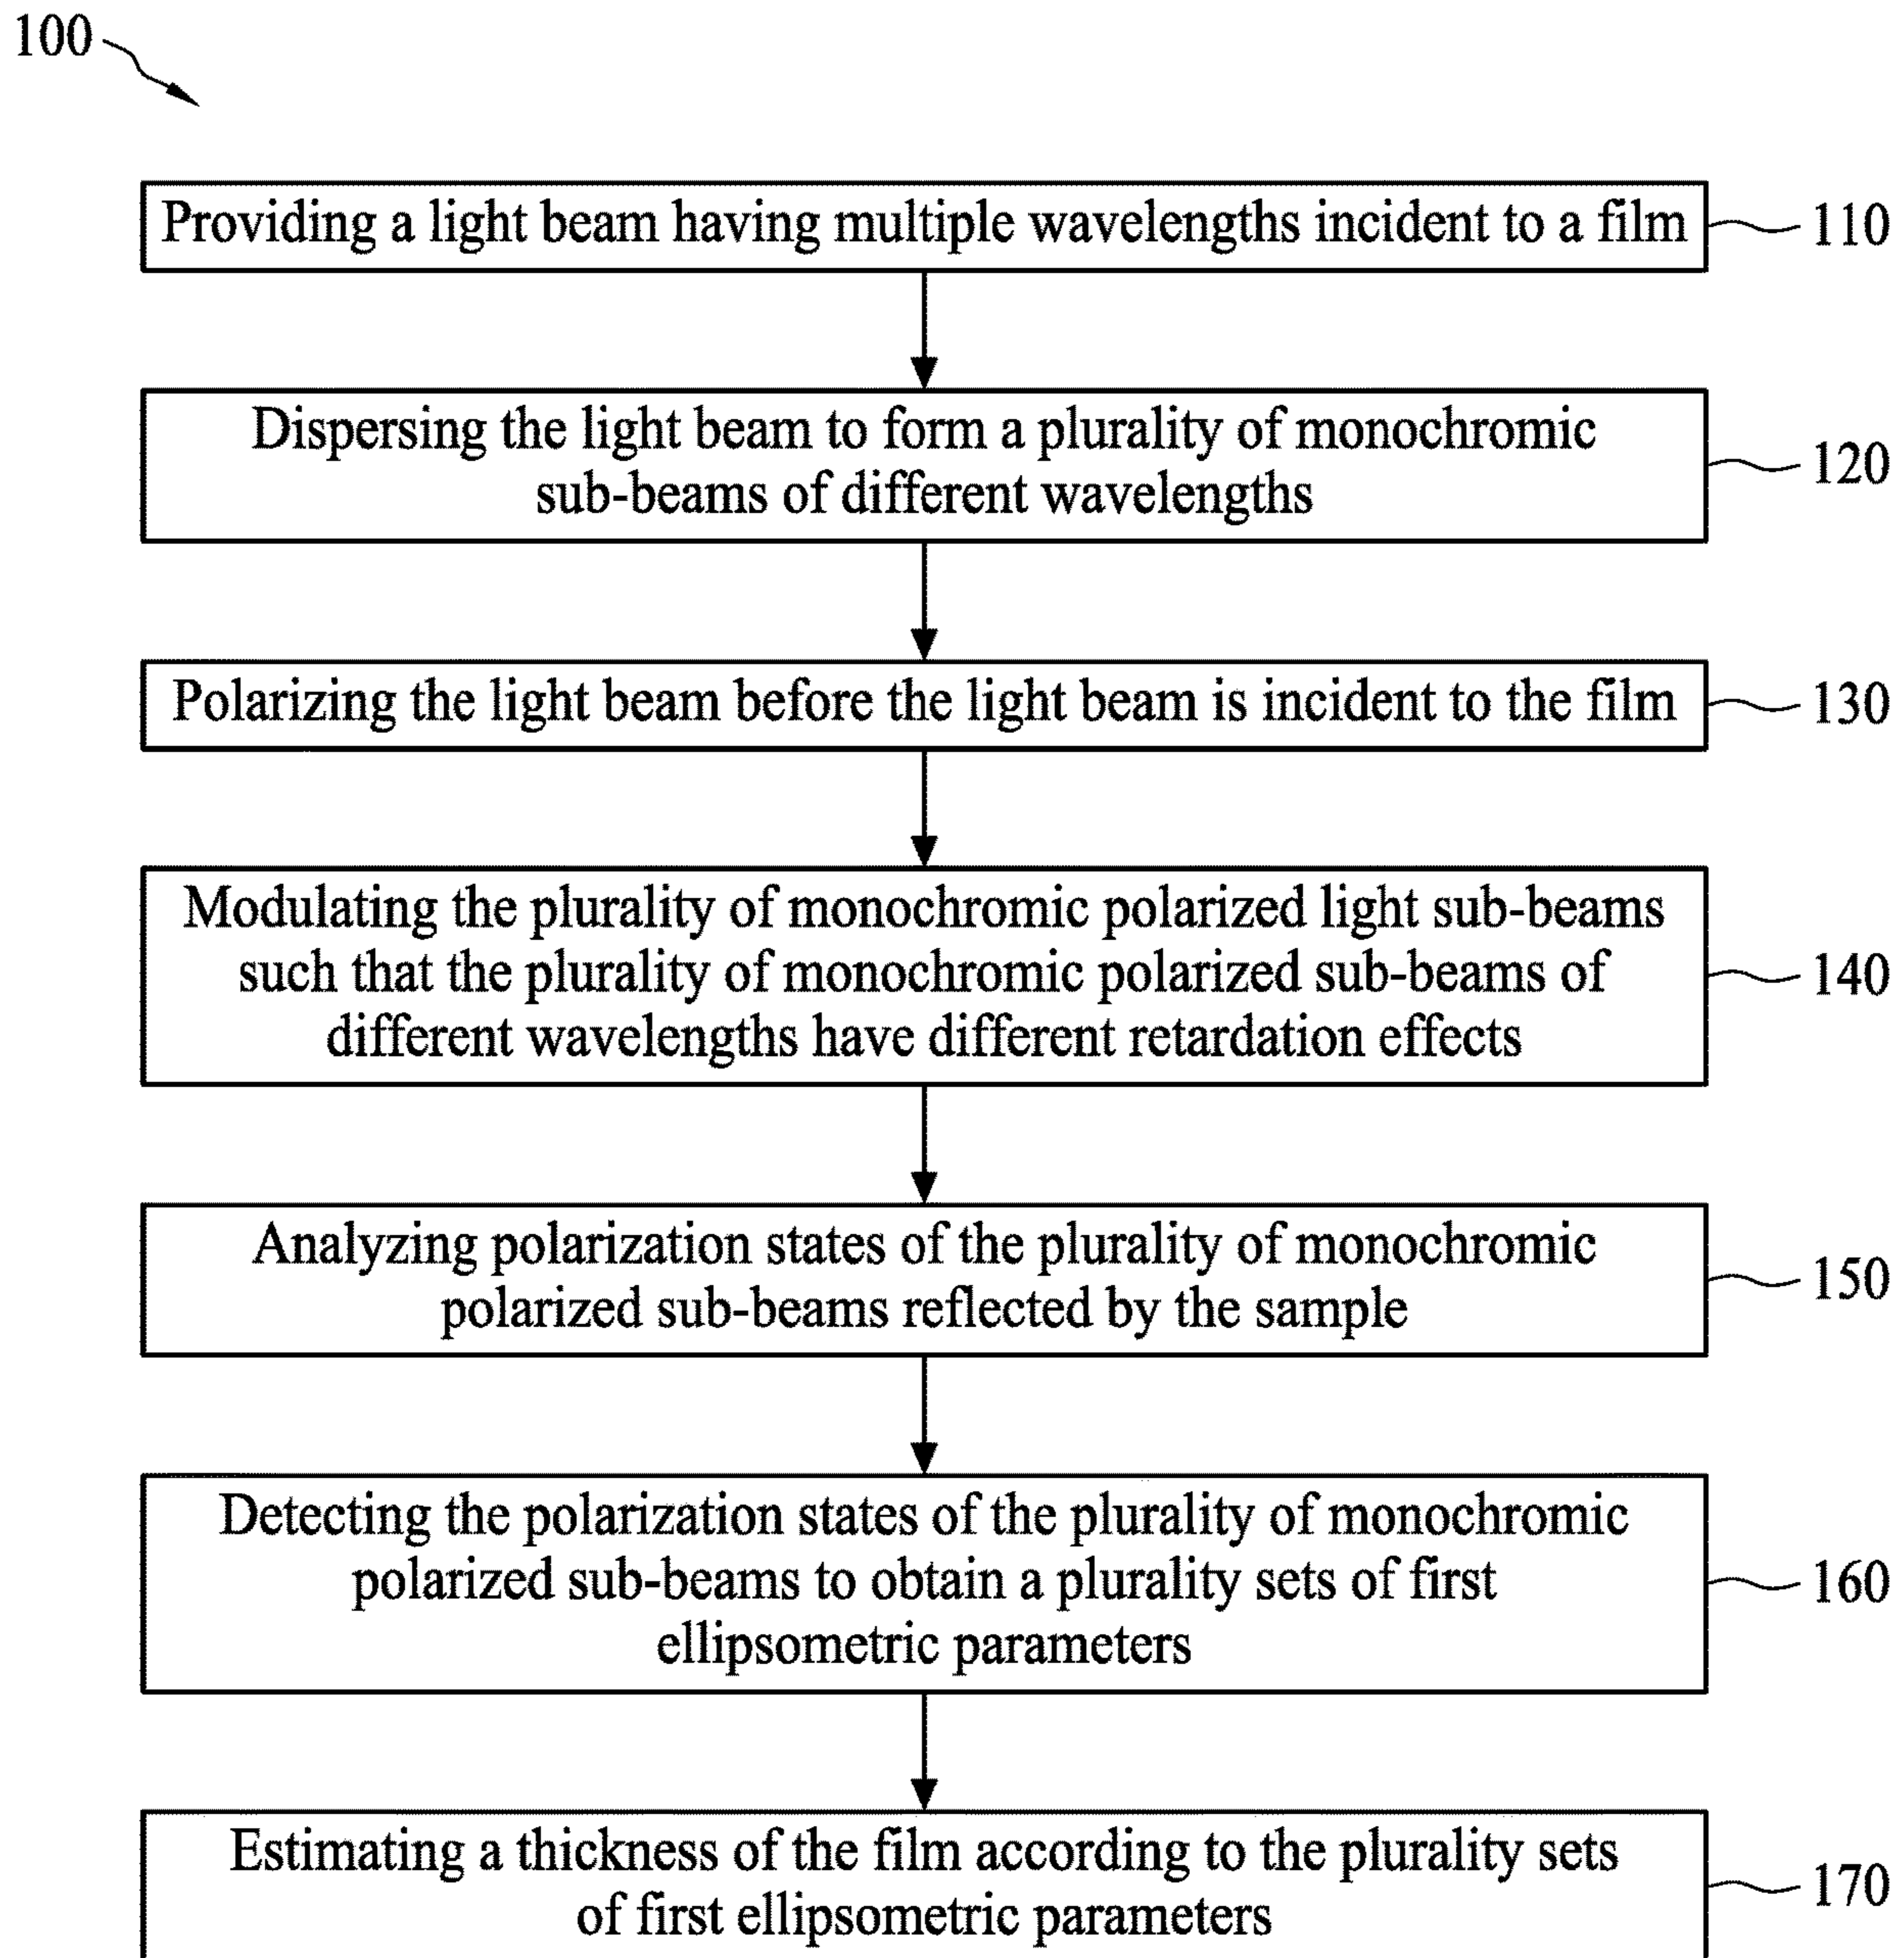 100
Providing a light beam having multiple wavelengths incident to a film
110
Dispersing the light beam to form a plurality of monochromic
sub-beams of different wavelengths
120
Polarizing the light beam before the light beam is incident to the film
130
Modulating the plurality of monochromic polarized light sub-beams
such that the plurality of monochromic polarized sub-beams of
different wavelengths have different retardation effects
140
Analyzing polarization states of the plurality of monochromic
polarized sub-beams reflected by the sample
150
Detecting the polarization states of the plurality of monochromic
polarized sub-beams to obtain a plurality sets of first
ellipsometric parameters
160
Estimating a thickness of the film according to the plurality sets
of first ellipsometric parameters
170